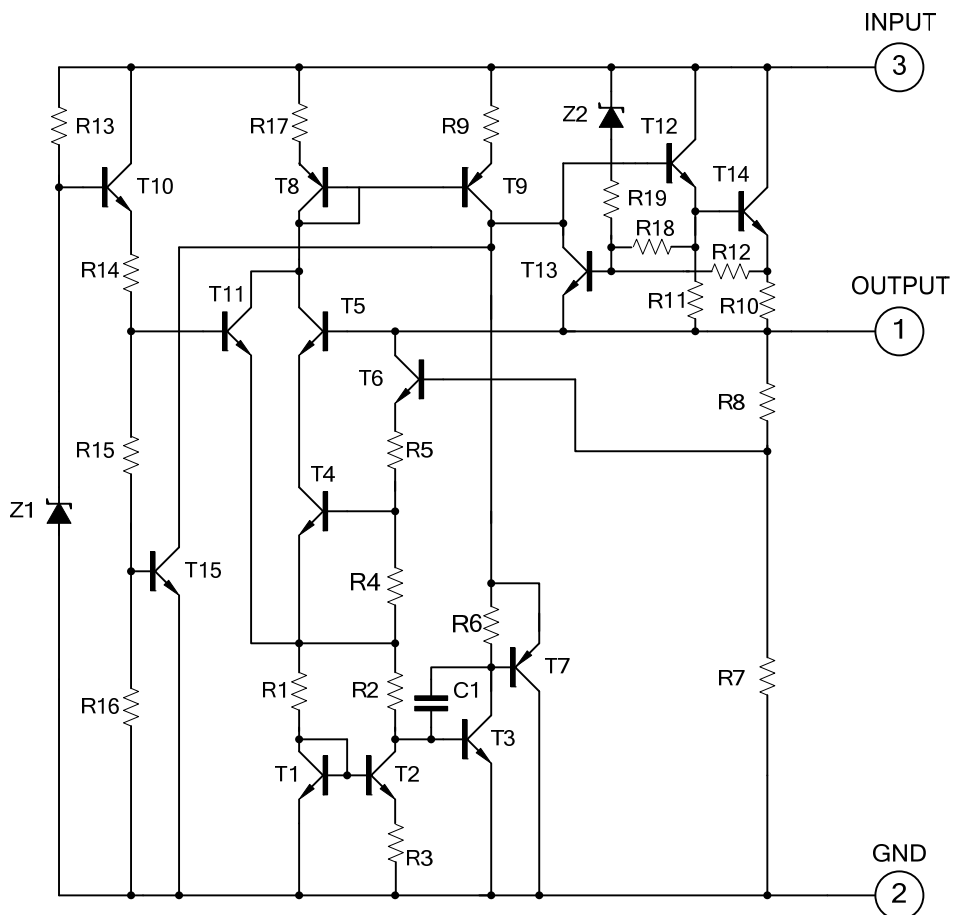 INPUT
3
R13
R17
R9
Z2
T12
T10
T8
T9
T14
R19
R18
R12
R14
T13
T11
T5
R11
R10
OUTPUT
1
T6
R8
R15
R5
Z1
T4
T15
R4
R6
T7
R16
R1
R2
C1
R7
T3
T1
T2
R3
GND
2